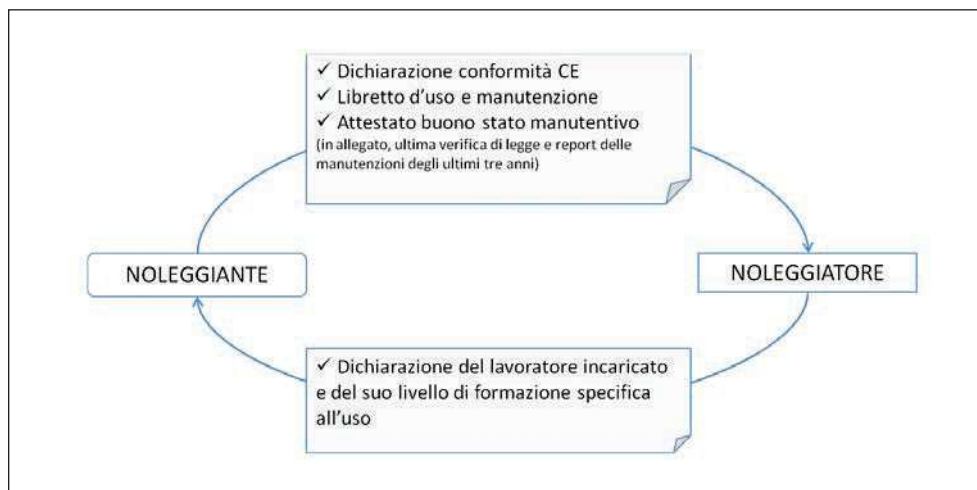 ✓ Dichiarazione conformità CE
✓ Libretto d'uso e manutenzione
✓ Attestato buono stato manutentivo
(in allegato, ultima verifica di legge e report delle
manutenzioni degli ultimi tre anni)
NOLEGGIANTE
NOLEGGIATORE
✓ Dichiarazione del lavoratore incaricato
e del suo livello di formazione specifica
all'uso